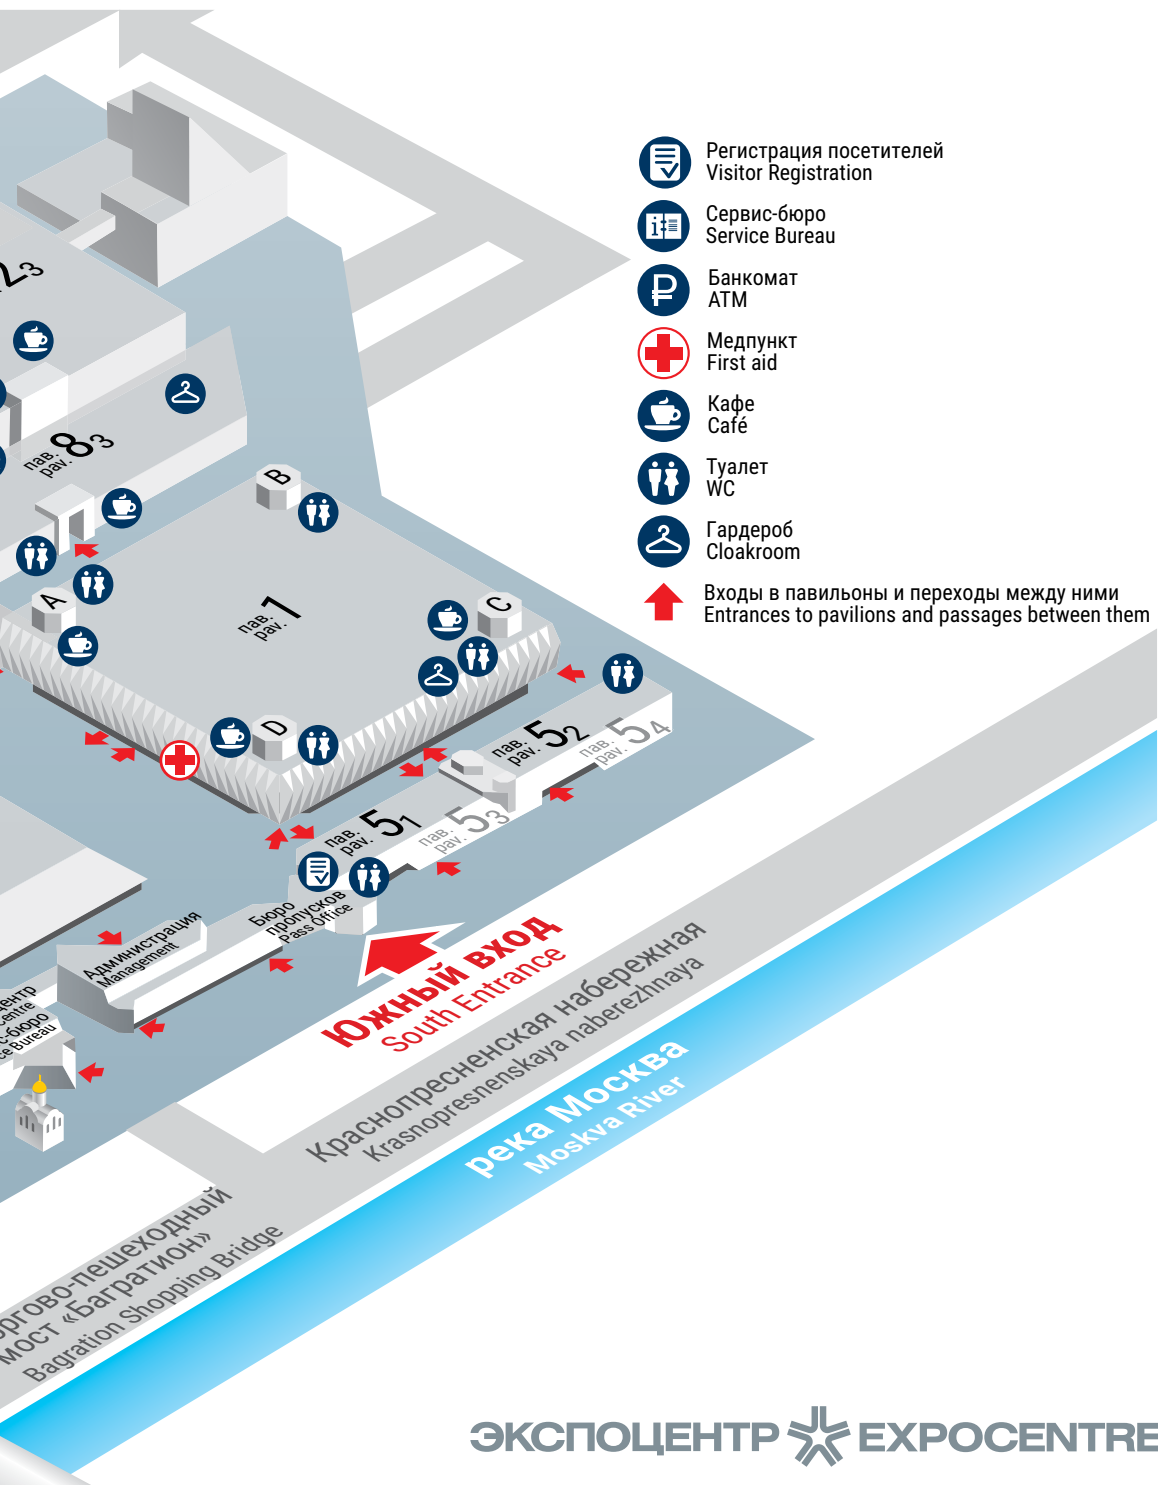 Регистрация посетителей
Visitor Registration
Сервис-бюро
Service Bureau
Банкомат
ATM
Медпункт
First aid
Кафе
Café
Туалет
WC
Гардероб
Cloakroom
Входы в павильоны и переходы между ними
Entrances to pavilions and passages between them
2 3
пав. 8 3
pav.
B
A
пав. 1
pav.
C
D
пав. 5 2
pav.
пав. 5 4
pav.
пав. 5 1
pav.
пав. 5 3
pav.
Бюро
пропусков
Pass Office
Администрация
Management
Южный вход
South Entrance
Краснопресненская набережная
Krasnopresnenskaya naberezhnaya
река Москва
Moskva River
мост «Багратион»
Bagration Shopping Bridge
ЭКСПОЦЕНТР EXPOCENTRE